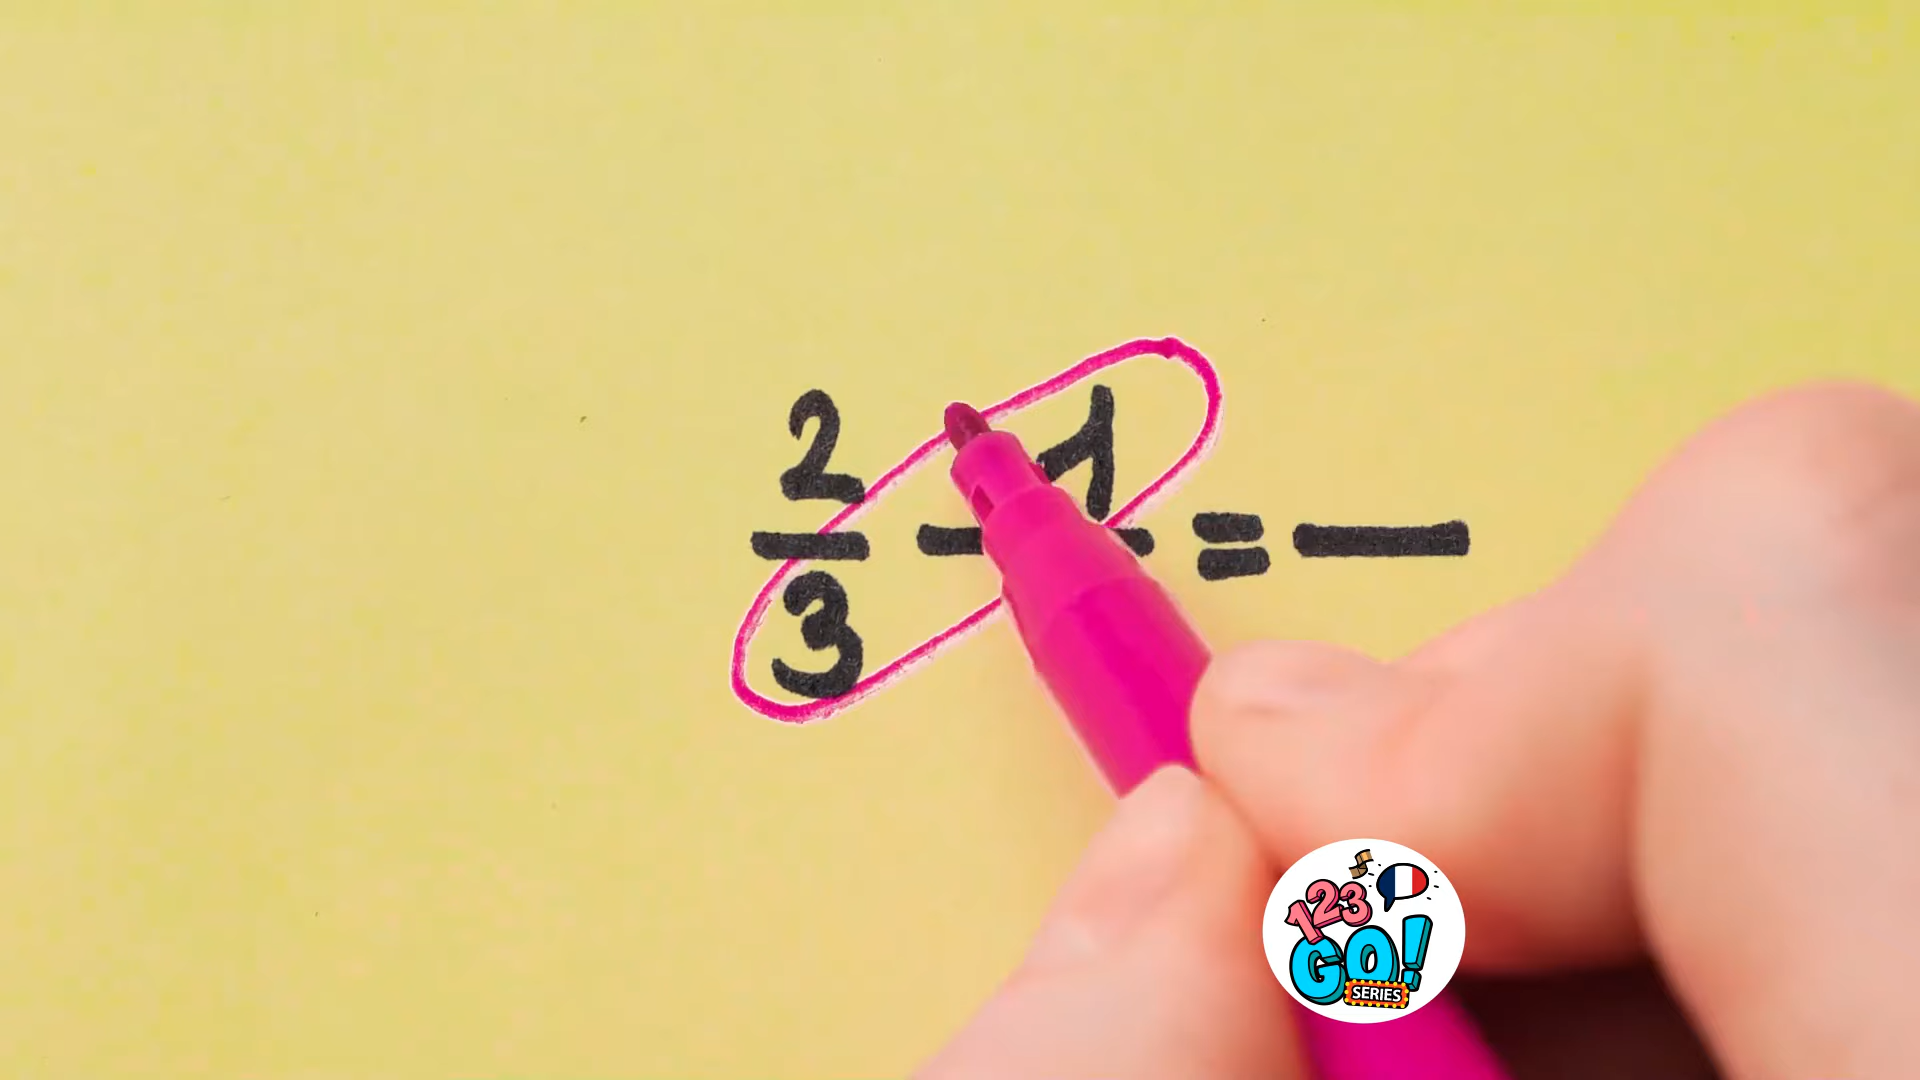 2 1
— — = —
3
123
GO!
SERIES